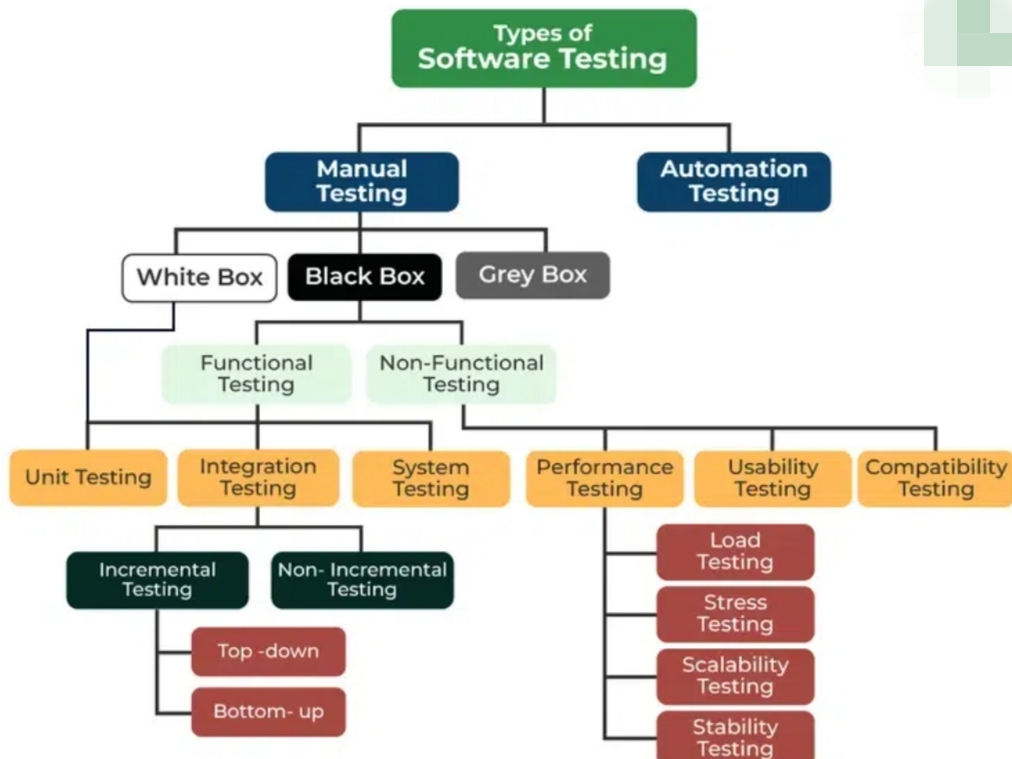 Types of
Software Testing
Manual
Testing
Automation
Testing
White Box
Black Box
Grey Box
Functional
Testing
Non-Functional
Testing
Unit Testing
Integration
Testing
System
Testing
Performance
Testing
Usability
Testing
Compatibility
Testing
Incremental
Testing
Non- Incremental
Testing
Top -down
Bottom- up
Load
Testing
Stress
Testing
Scalability
Testing
Stability
Testing